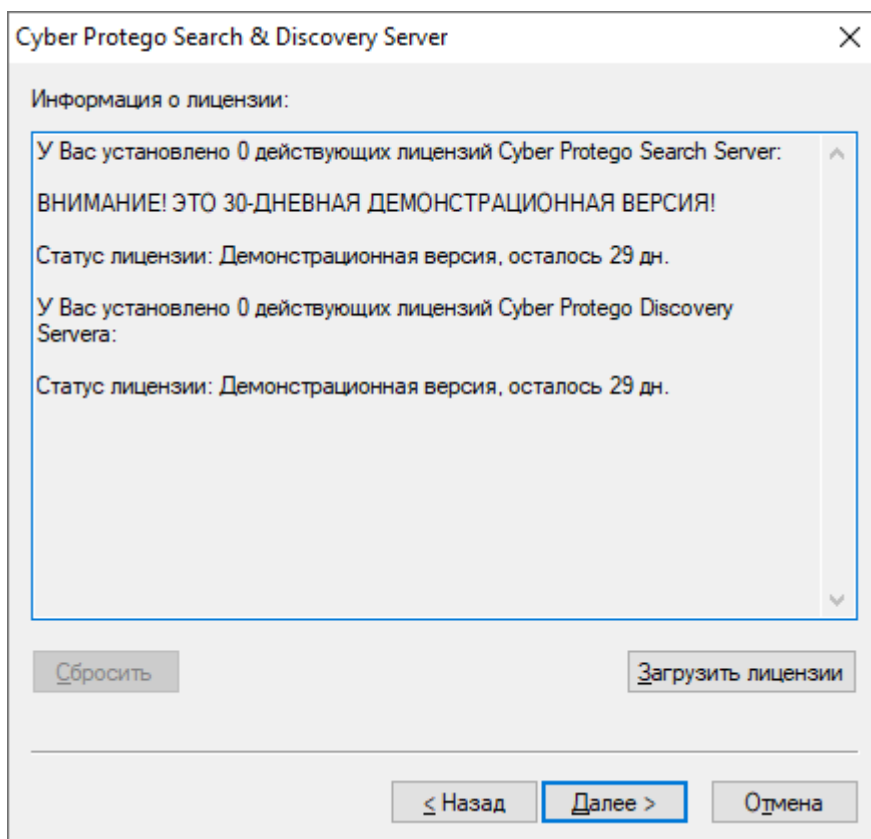 Cyber Protego Search & Discovery Server
Информация о лицензии:
У Вас установлено 0 действующих лицензий Cyber Protego Search Server:
ВНИМАНИЕ! ЭТО 30-ДНЕВНАЯ ДЕМОНСТРАЦИОННАЯ ВЕРСИЯ!
Статус лицензии: Демонстрационная версия, осталось 29 дн.
У Вас установлено 0 действующих лицензий Cyber Protego Discovery
Servera:
Статус лицензии: Демонстрационная версия, осталось 29 дн.
Сбросить
Загрузить лицензии
< Назад
Далее >
Отмена